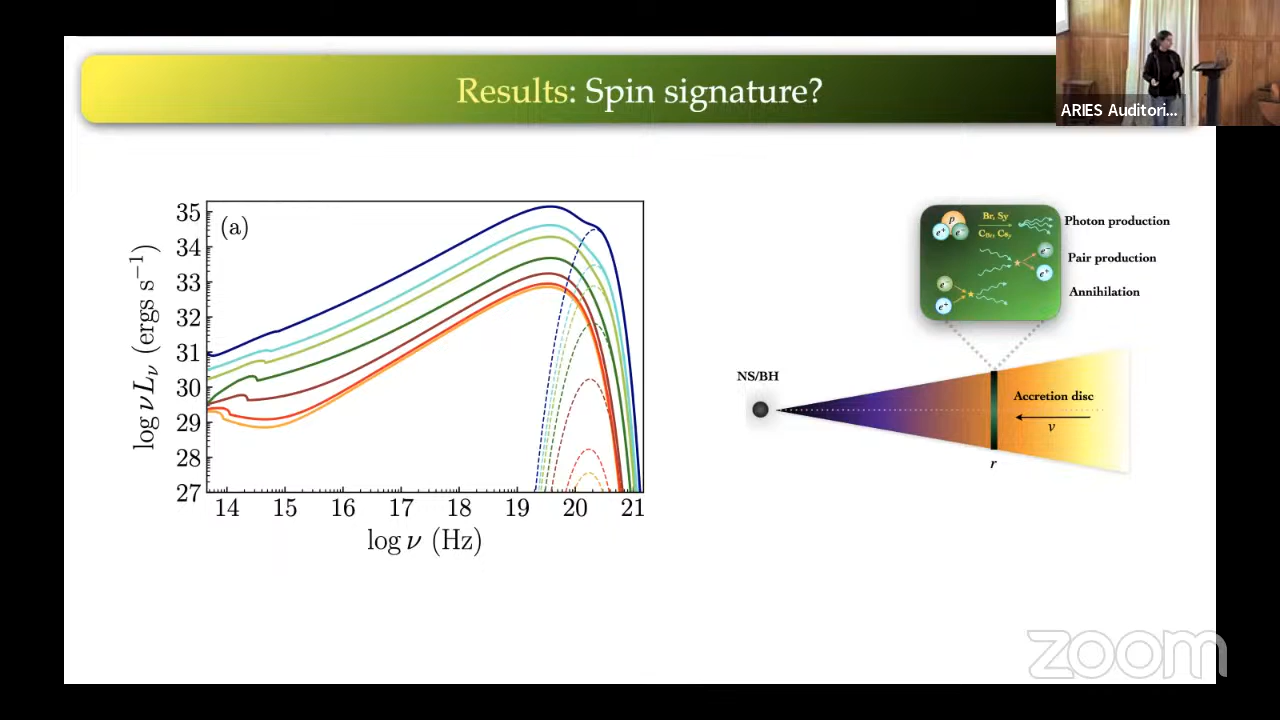 Results: Spin signature?
ARIES Auditori...
(a)
35
34
33
32
31
30
29
28
27
log νLν (ergs s⁻¹)
14 15 16 17 18 19 20 21
log ν (Hz)
p
e⁺ e⁻
Br, Sy
e⁻
e⁺
e⁻
e⁺
Photon production
Pair production
Annihilation
NS/BH
Accretion disc
v
r
zoom